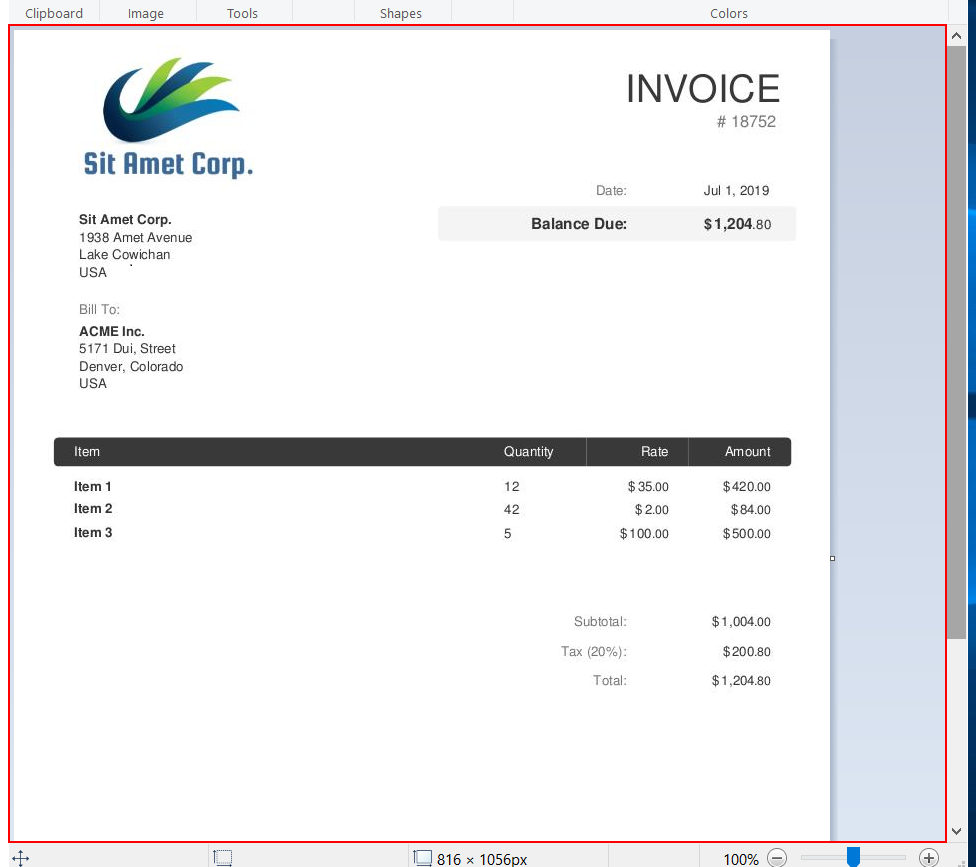 Clipboard Image Tools Shapes Colors
Sit Amet Corp.
INVOICE
# 18752
Date: Jul 1, 2019
Balance Due: $1,204.80
Sit Amet Corp.
1938 Amet Avenue
Lake Cowichan
USA
Bill To:
ACME Inc.
5171 Dui, Street
Denver, Colorado
USA
Item Quantity Rate Amount
Item 1 12 $35.00 $420.00
Item 2 42 $2.00 $84.00
Item 3 5 $100.00 $500.00
Subtotal: $1,004.00
Tax (20%): $200.80
Total: $1,204.80
816 × 1056px 100%